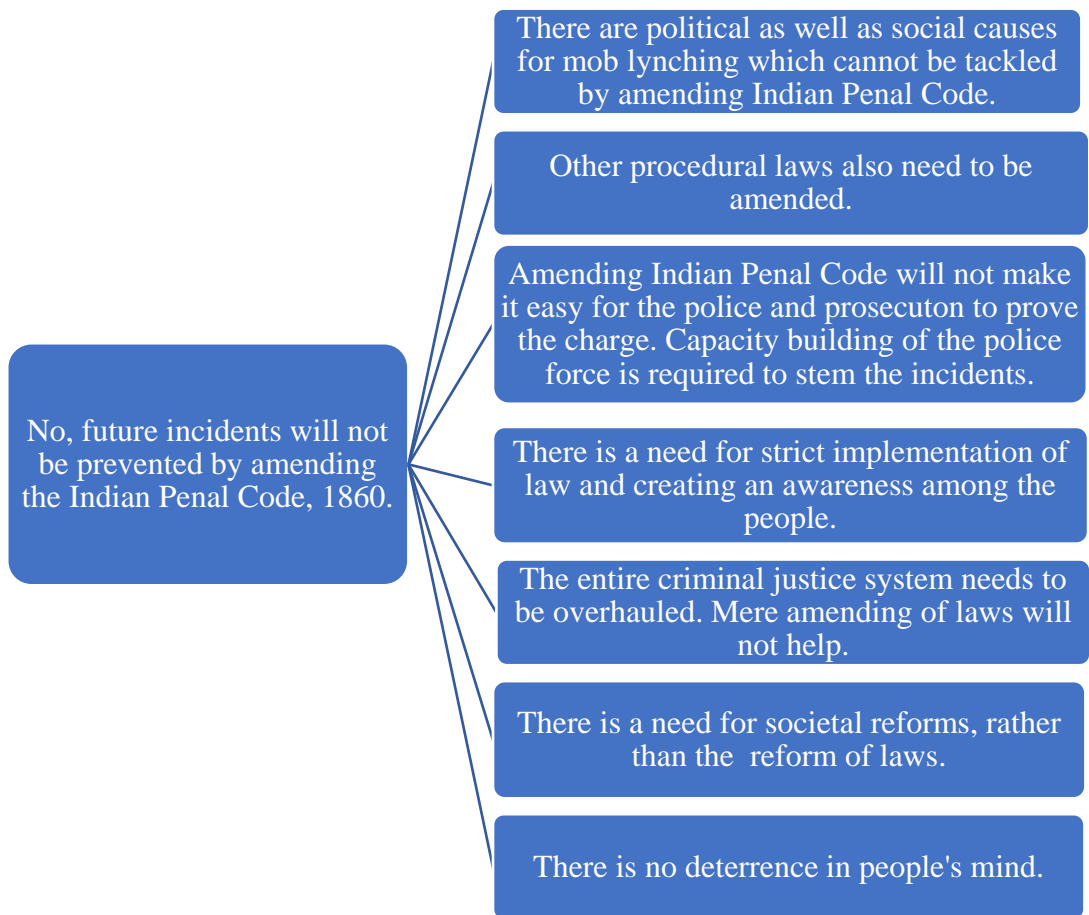 There are political as well as social causes
for mob lynching which cannot be tackled
by amending Indian Penal Code.
Other procedural laws also need to be
amended.
Amending Indian Penal Code will not make
it easy for the police and prosecuton to prove
the charge. Capacity building of the police
force is required to stem the incidents.
No, future incidents will not
be prevented by amending
the Indian Penal Code, 1860.
There is a need for strict implementation of
law and creating an awareness among the
people.
The entire criminal justice system needs to
be overhauled. Mere amending of laws will
not help.
There is a need for societal reforms, rather
than the reform of laws.
There is no deterrence in people's mind.